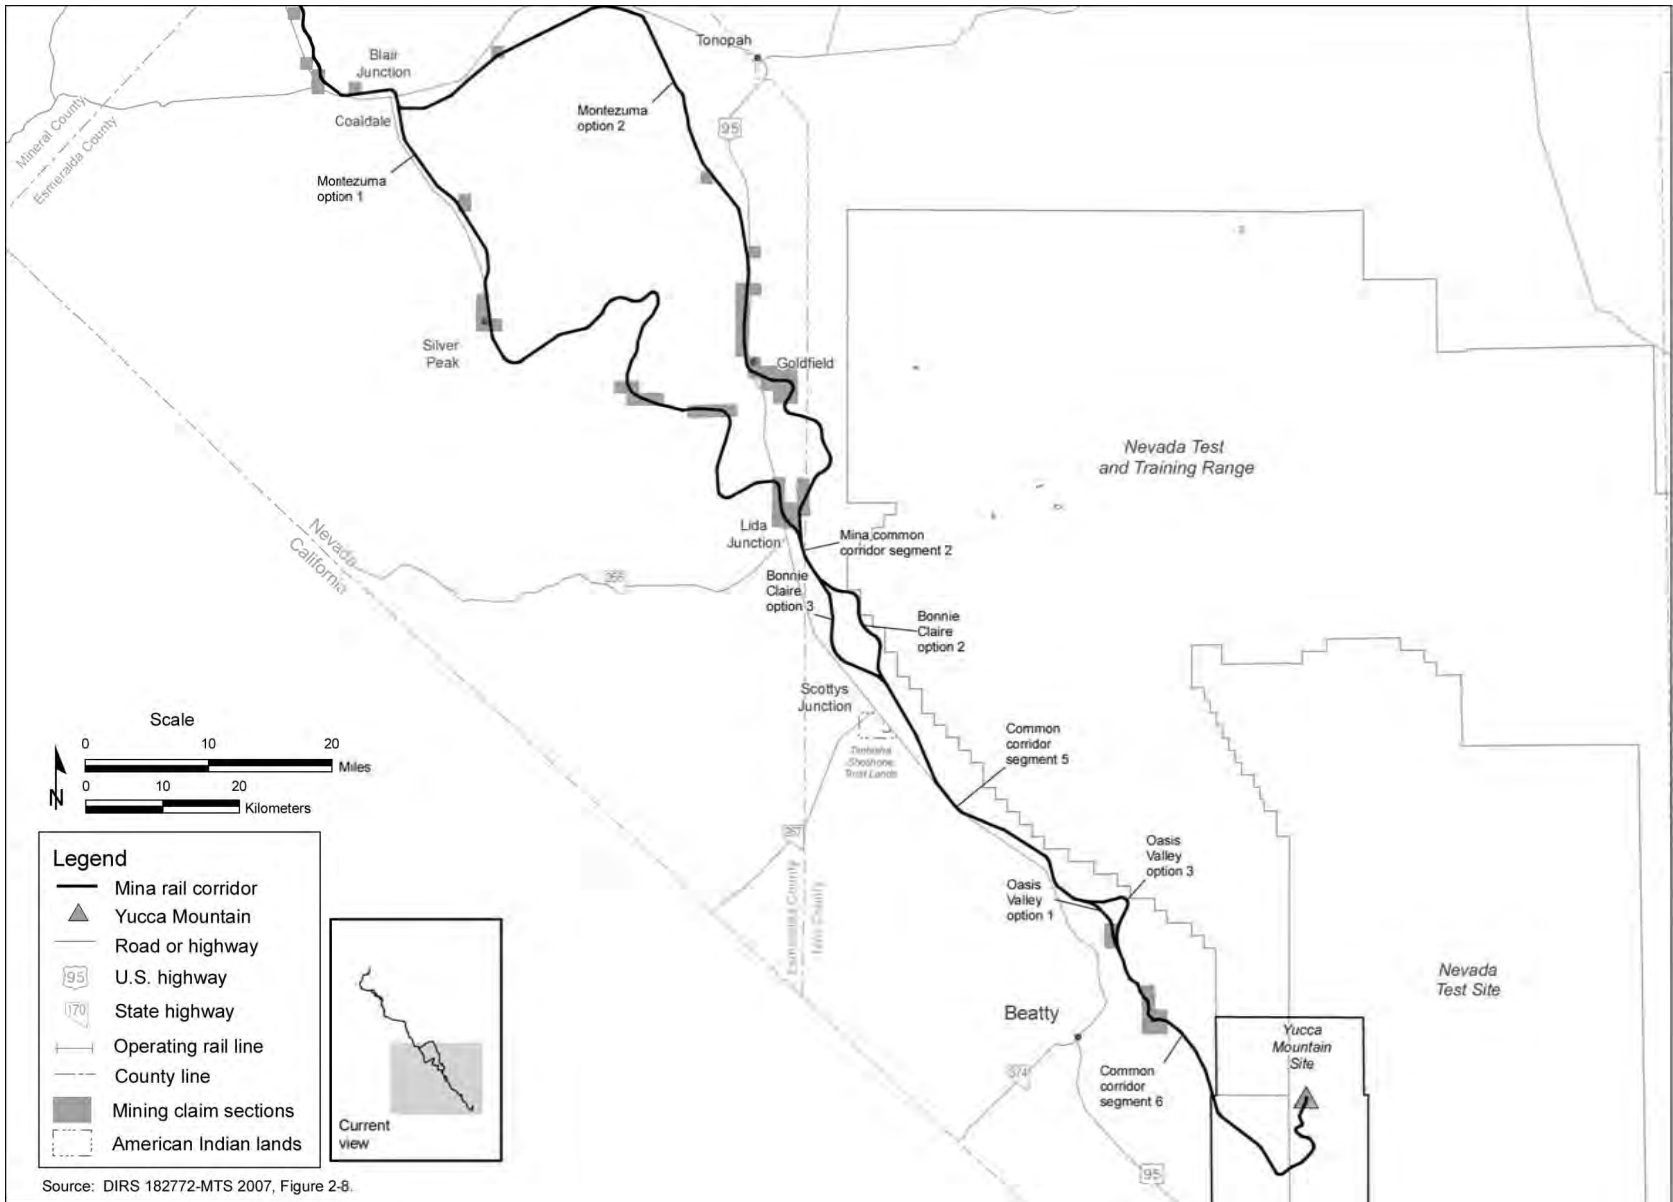 Tonopah
Blair
Junction
Coaldale
Mineral County
Esmeralda County
Montezuma
option 2
95
Montezuma
option 1
Silver
Peak
Goldfield
Nevada Test
and Training Range
Lida
Junction
Mina common
corridor segment 2
Nevada
California
266
Bonnie
Claire
option 3
Bonnie
Claire
option 2
Scottys
Junction
Timbisha
Shoshone
Trust Lands
Common
corridor
segment 5
267
Esmeralda County
Nye County
Oasis
Valley
option 3
Oasis
Valley
option 1
Nevada
Test Site
Beatty
Yucca
Mountain
Site
374
Common
corridor
segment 6
95
Scale
0 10 20
Miles
0 10 20
Kilometers
N
Legend
Mina rail corridor
Yucca Mountain
Road or highway
95 U.S. highway
170 State highway
Operating rail line
County line
Mining claim sections
American Indian lands
Current
view
Source: DIRS 182772-MTS 2007, Figure 2-8.